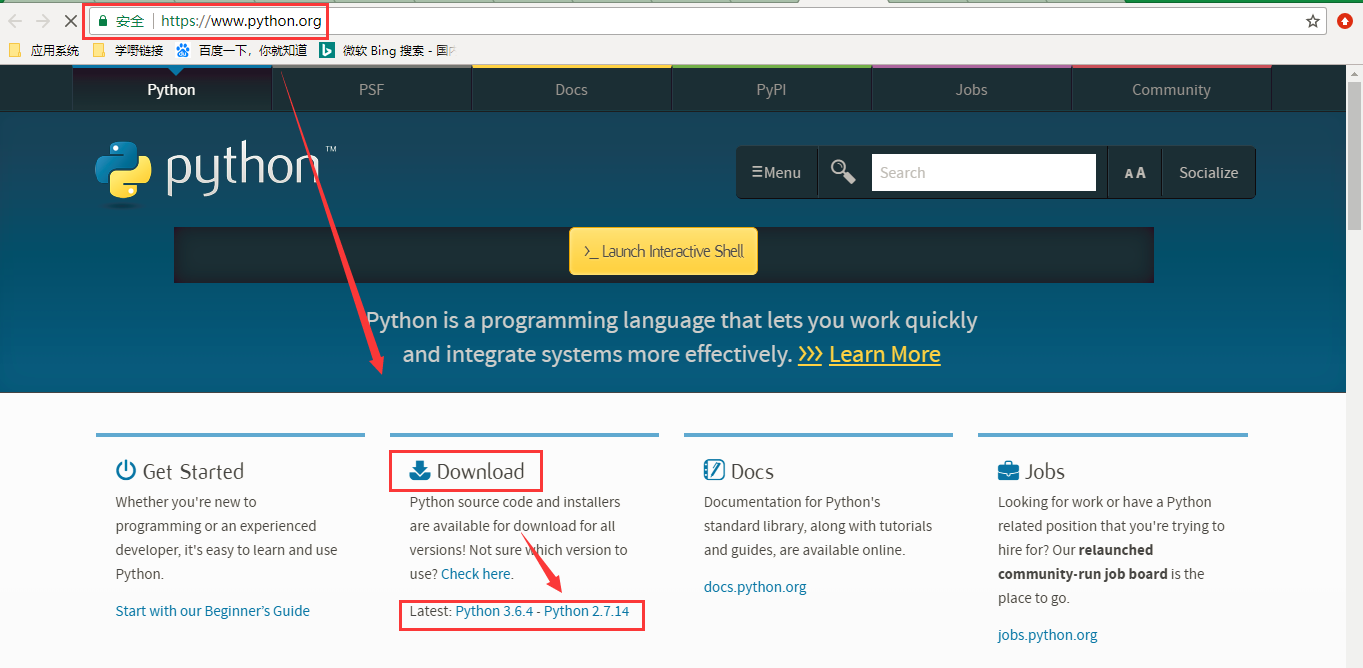 安全 https://www.python.org
应用系统 学嘢链接 百度一下，你就知道 微软 Bing 搜索 - 国
Python PSF Docs PyPI Jobs Community
python™
☰Menu Search A A Socialize
>_ Launch Interactive Shell
Python is a programming language that lets you work quickly
and integrate systems more effectively. >>> Learn More
Get Started
Whether you're new to
programming or an experienced
developer, it's easy to learn and use
Python.
Start with our Beginner’s Guide
Download
Python source code and installers
are available for download for all
versions! Not sure which version to
use? Check here.
Latest: Python 3.6.4 - Python 2.7.14
Docs
Documentation for Python's
standard library, along with tutorials
and guides, are available online.
docs.python.org
Jobs
Looking for work or have a Python
related position that you're trying to
hire for? Our relaunched
community-run job board is the
place to go.
jobs.python.org